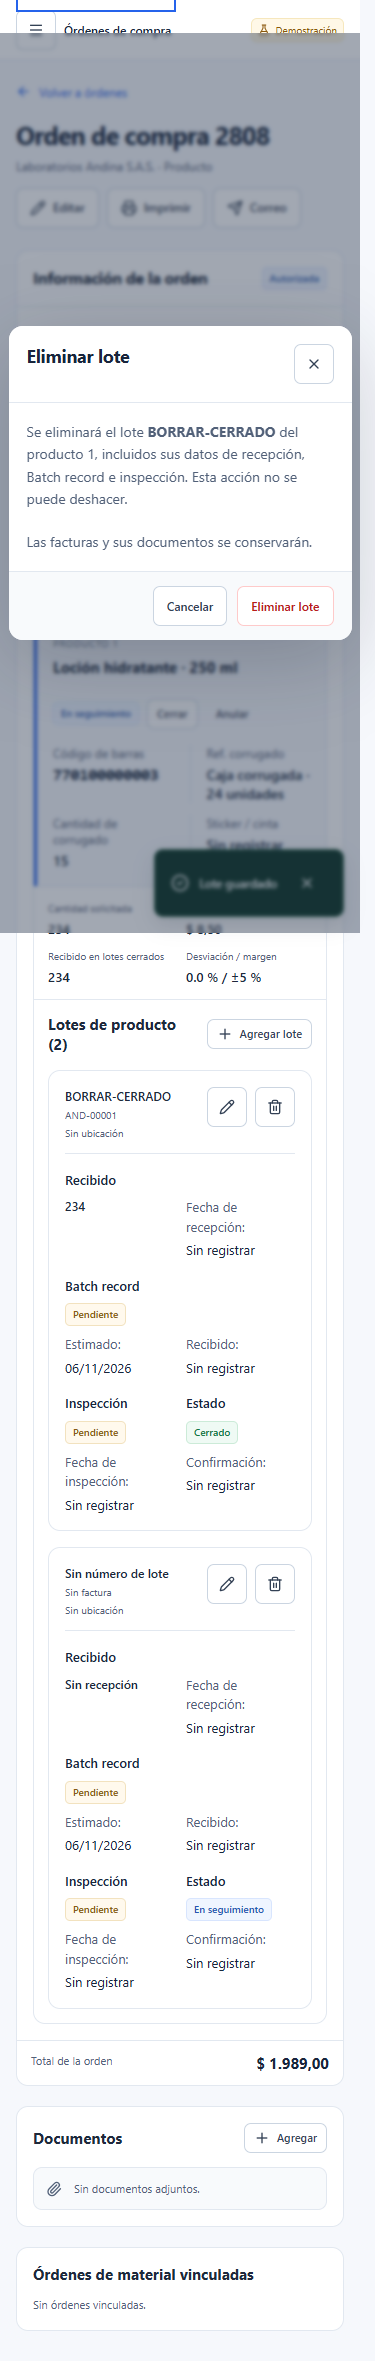 Órdenes de compra
Demostración
Volver a órdenes
Orden de compra 2808
Laboratorios Andina S.A.S. · Producto
Editar
Imprimir
Correo
Información de la orden
Autorizada
Eliminar lote
Se eliminará el lote BORRAR-CERRADO del
producto 1, incluidos sus datos de recepción,
Batch record e inspección. Esta acción no se
puede deshacer.
Las facturas y sus documentos se conservarán.
Cancelar
Eliminar lote
PRODUCTO 1
Loción hidratante · 250 ml
En seguimiento
Cerrar
Anular
Código de barras
Ref. corrugado
770100000003
Caja corrugada ·
24 unidades
Cantidad de
corrugado
Sticker / cinta
15
Sin registrar
Lote guardado
Cantidad solicitada
234
$ 8,50
Recibido en lotes cerrados
Desviación / margen
234
0.0 % / ±5 %
Lotes de producto
(2)
Agregar lote
BORRAR-CERRADO
AND-00001
Sin ubicación
Recibido
234
Fecha de
recepción:
Sin registrar
Batch record
Pendiente
Estimado:
Recibido:
06/11/2026
Sin registrar
Inspección
Estado
Pendiente
Cerrado
Fecha de
inspección:
Confirmación:
Sin registrar
Sin registrar
Sin número de lote
Sin factura
Sin ubicación
Recibido
Sin recepción
Fecha de
recepción:
Sin registrar
Batch record
Pendiente
Estimado:
Recibido:
06/11/2026
Sin registrar
Inspección
Estado
Pendiente
En seguimiento
Fecha de
inspección:
Confirmación:
Sin registrar
Sin registrar
Total de la orden
$ 1.989,00
Documentos
Agregar
Sin documentos adjuntos.
Órdenes de material vinculadas
Sin órdenes vinculadas.